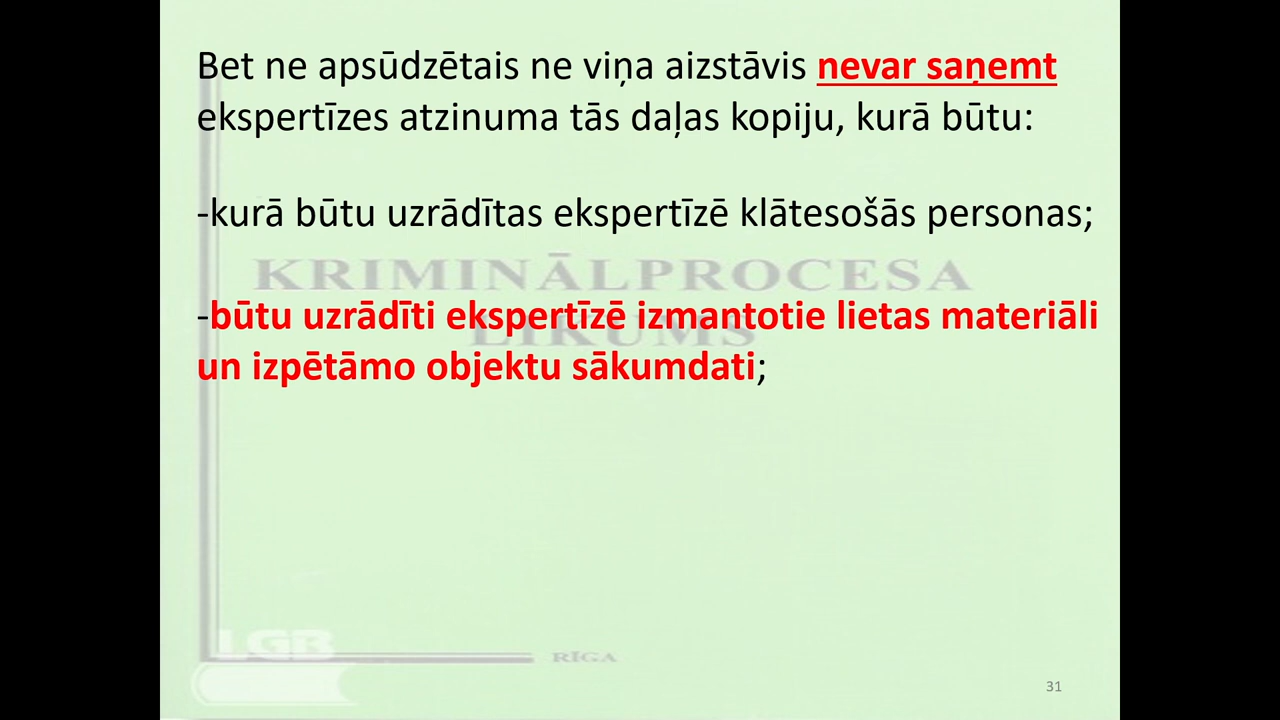 Bet ne apsūdzētais ne viņa aizstāvis nevar saņemt
ekspertīzes atzinuma tās daļas kopiju, kurā būtu:
-kurā būtu uzrādītas ekspertīzē klātesošās personas;
KRIMINĀLPROCESA
-būtu uzrādīti ekspertīzē izmantotie lietas materiāli
LIKUMS
un izpētāmo objektu sākumdati;
LGB
RĪGA
31